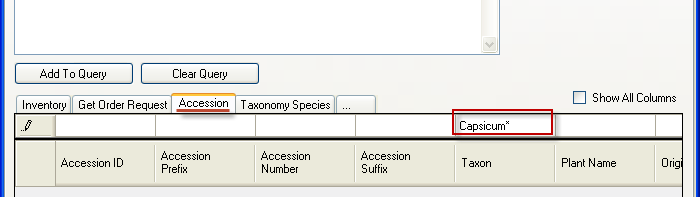 Add To Query Clear Query
Inventory Get Order Request Accession Taxonomy Species ... Show All Columns
Capsicum*
Accession ID Accession Prefix Accession Number Accession Suffix Taxon Plant Name Origi